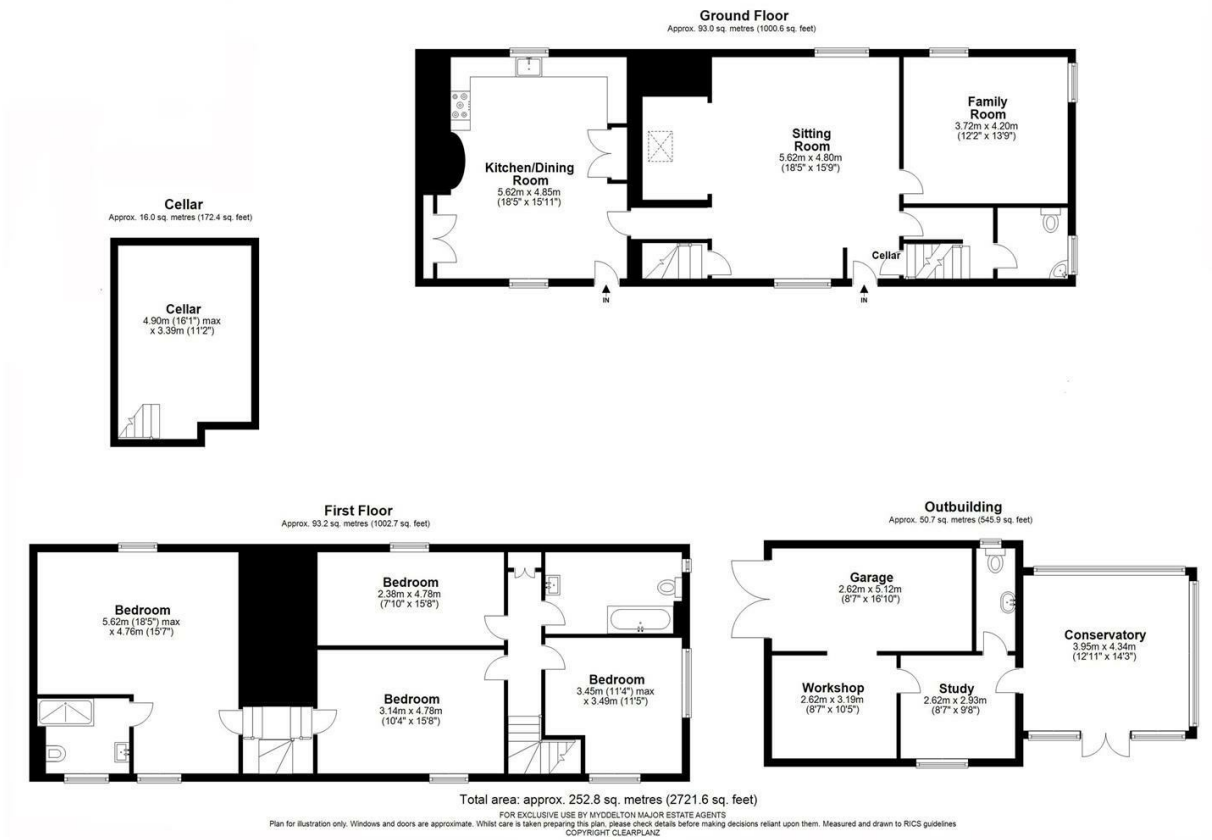 Ground Floor
Approx. 93.0 sq. metres (1000.6 sq. feet)
Kitchen/Dining
Room
5.62m x 4.85m
(18'5" x 15'11")
Sitting
Room
5.62m x 4.80m
(18'5" x 15'9")
Family
Room
3.72m x 4.20m
(12'2" x 13'9")
Cellar
IN
IN
Cellar
Approx. 16.0 sq. metres (172.4 sq. feet)
Cellar
4.90m (16'1") max
x 3.39m (11'2")
First Floor
Approx. 93.2 sq. metres (1002.7 sq. feet)
Bedroom
5.62m (18'5") max
x 4.76m (15'7")
Bedroom
2.38m x 4.78m
(7'10" x 15'8")
Bedroom
3.14m x 4.78m
(10'4" x 15'8")
Bedroom
3.45m (11'4") max
x 3.49m (11'5")
Outbuilding
Approx. 50.7 sq. metres (545.9 sq. feet)
Garage
2.62m x 5.12m
(8'7" x 16'10")
Workshop
2.62m x 3.19m
(8'7" x 10'5")
Study
2.62m x 2.93m
(8'7" x 9'8")
Conservatory
3.95m x 4.34m
(12'11" x 14'3")
Total area: approx. 252.8 sq. metres (2721.6 sq. feet)
FOR EXCLUSIVE USE BY MYDDELTON MAJOR ESTATE AGENTS
Plan for illustration only. Windows and doors are approximate. Whilst care is taken preparing this plan, please check details before making decisions reliant upon them. Measured and drawn to RICS guidelines
COPYRIGHT CLEARPLANZ